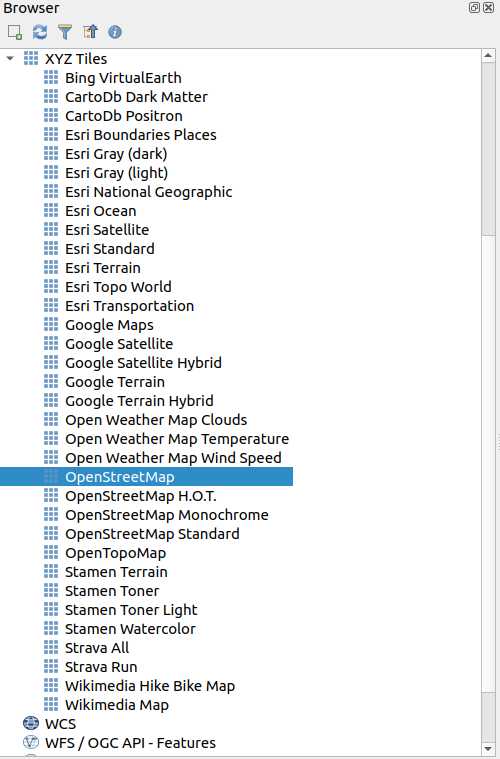 Browser
XYZ Tiles
Bing VirtualEarth
CartoDb Dark Matter
CartoDb Positron
Esri Boundaries Places
Esri Gray (dark)
Esri Gray (light)
Esri National Geographic
Esri Ocean
Esri Satellite
Esri Standard
Esri Terrain
Esri Topo World
Esri Transportation
Google Maps
Google Satellite
Google Satellite Hybrid
Google Terrain
Google Terrain Hybrid
Open Weather Map Clouds
Open Weather Map Temperature
Open Weather Map Wind Speed
OpenStreetMap
OpenStreetMap H.O.T.
OpenStreetMap Monochrome
OpenStreetMap Standard
OpenTopoMap
Stamen Terrain
Stamen Toner
Stamen Toner Light
Stamen Watercolor
Strava All
Strava Run
Wikimedia Hike Bike Map
Wikimedia Map
WCS
WFS / OGC API - Features